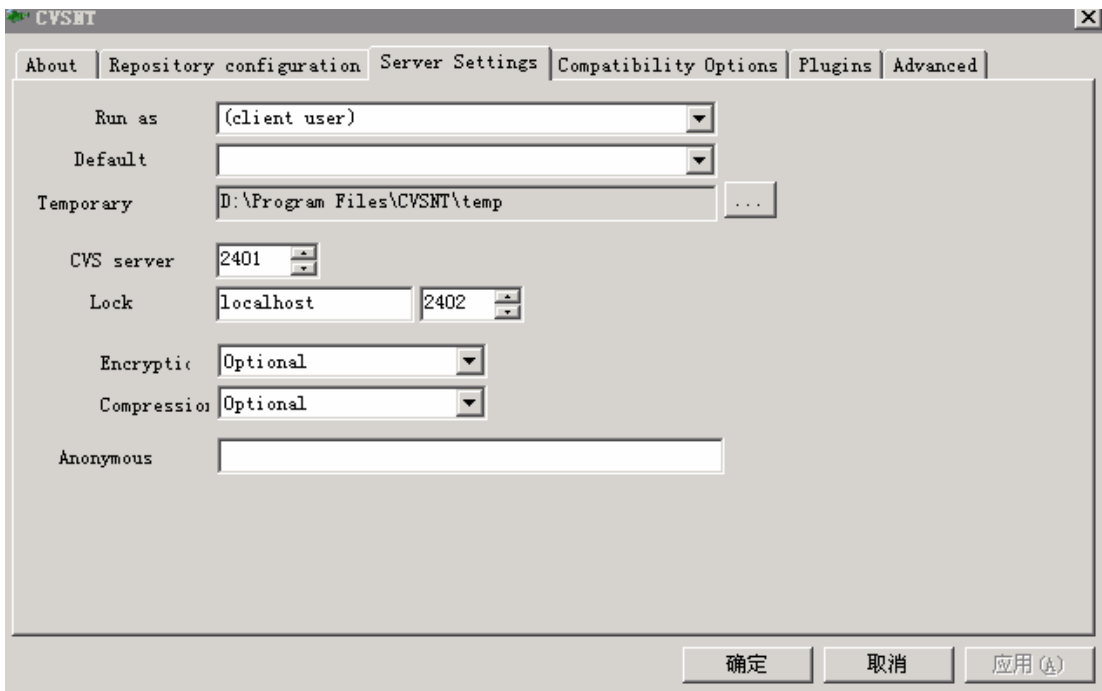 CVSNT
About Repository configuration Server Settings Compatibility Options Plugins Advanced
Run as (client user)
Default
Temporary D:\Program Files\CVSNT\temp ...
CVS server 2401
Lock localhost 2402
Encryptic Optional
Compression Optional
Anonymous
确定 取消 应用(A)